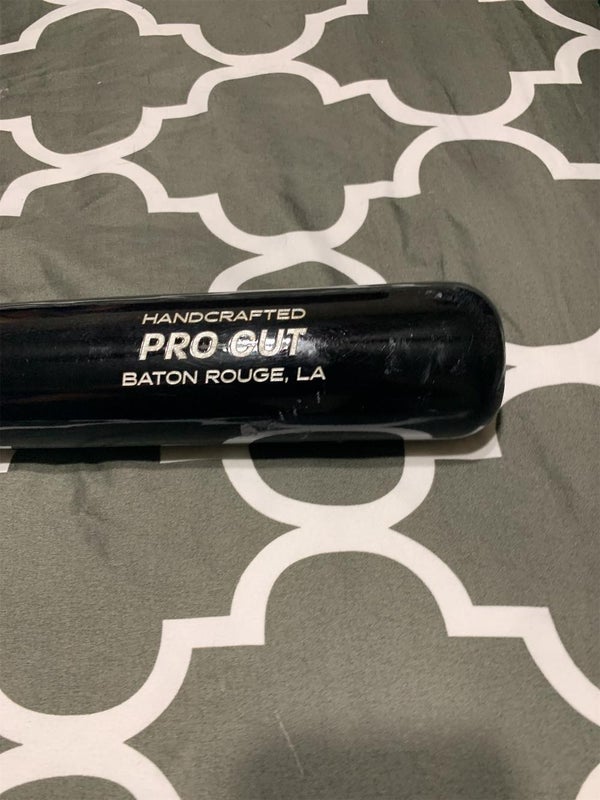 HANDCRAFTED
PRO CUT
BATON ROUGE, LA